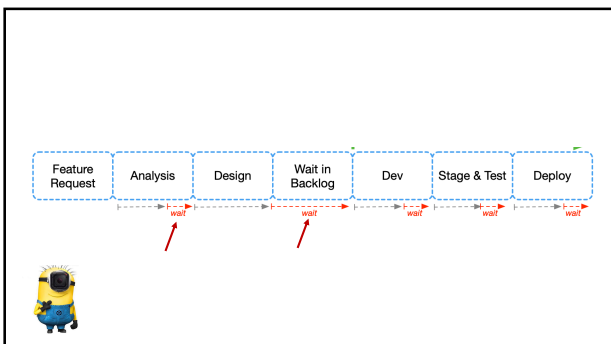 Feature
Request
Analysis
Design
Wait in
Backlog
Dev
Stage & Test
Deploy
wait
wait
wait
wait
wait